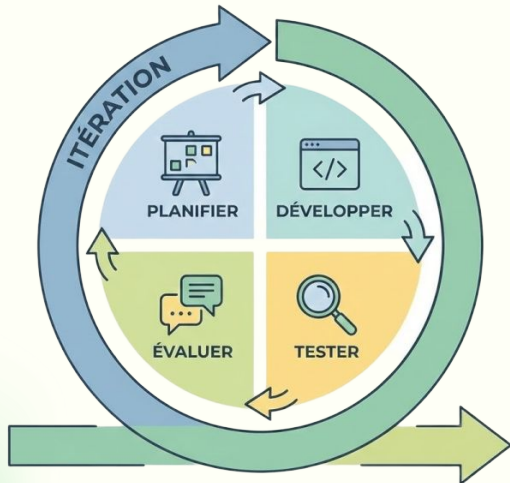 ITÉRATION
PLANIFIER
</>
DÉVELOPPER
ÉVALUER
TESTER